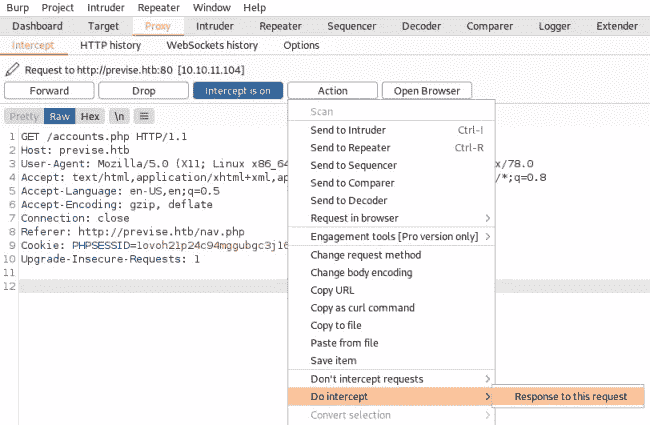 Burp Project Intruder Repeater Window Help
Dashboard Target Proxy Intruder Repeater Sequencer Decoder Comparer Logger Extender
Intercept HTTP history WebSockets history Options
Request to http://previse.htb:80 [10.10.11.104]
Forward Drop Intercept is on Action Open Browser
Pretty Raw Hex \n
Scan
1 GET /accounts.php HTTP/1.1
Send to Intruder Ctrl-I
2 Host: previse.htb
Send to Repeater Ctrl-R
3 User-Agent: Mozilla/5.0 (X11; Linux x86_64 x/78.0
Send to Sequencer
4 Accept: text/html,application/xhtml+xml,ap /*;q=0.8
Send to Comparer
5 Accept-Language: en-US,en;q=0.5
Send to Decoder
6 Accept-Encoding: gzip, deflate
Request in browser
7 Connection: close
8 Referer: http://previse.htb/nav.php
Engagement tools [Pro version only]
9 Cookie: PHPSESSID=
Change request method
10 Upgrade-Insecure-Requests: 1
Change body encoding
11
Copy URL
12
Copy as curl command
Copy to file
Paste from file
Save item
Don't intercept requests
Do intercept Response to this request
Convert selection